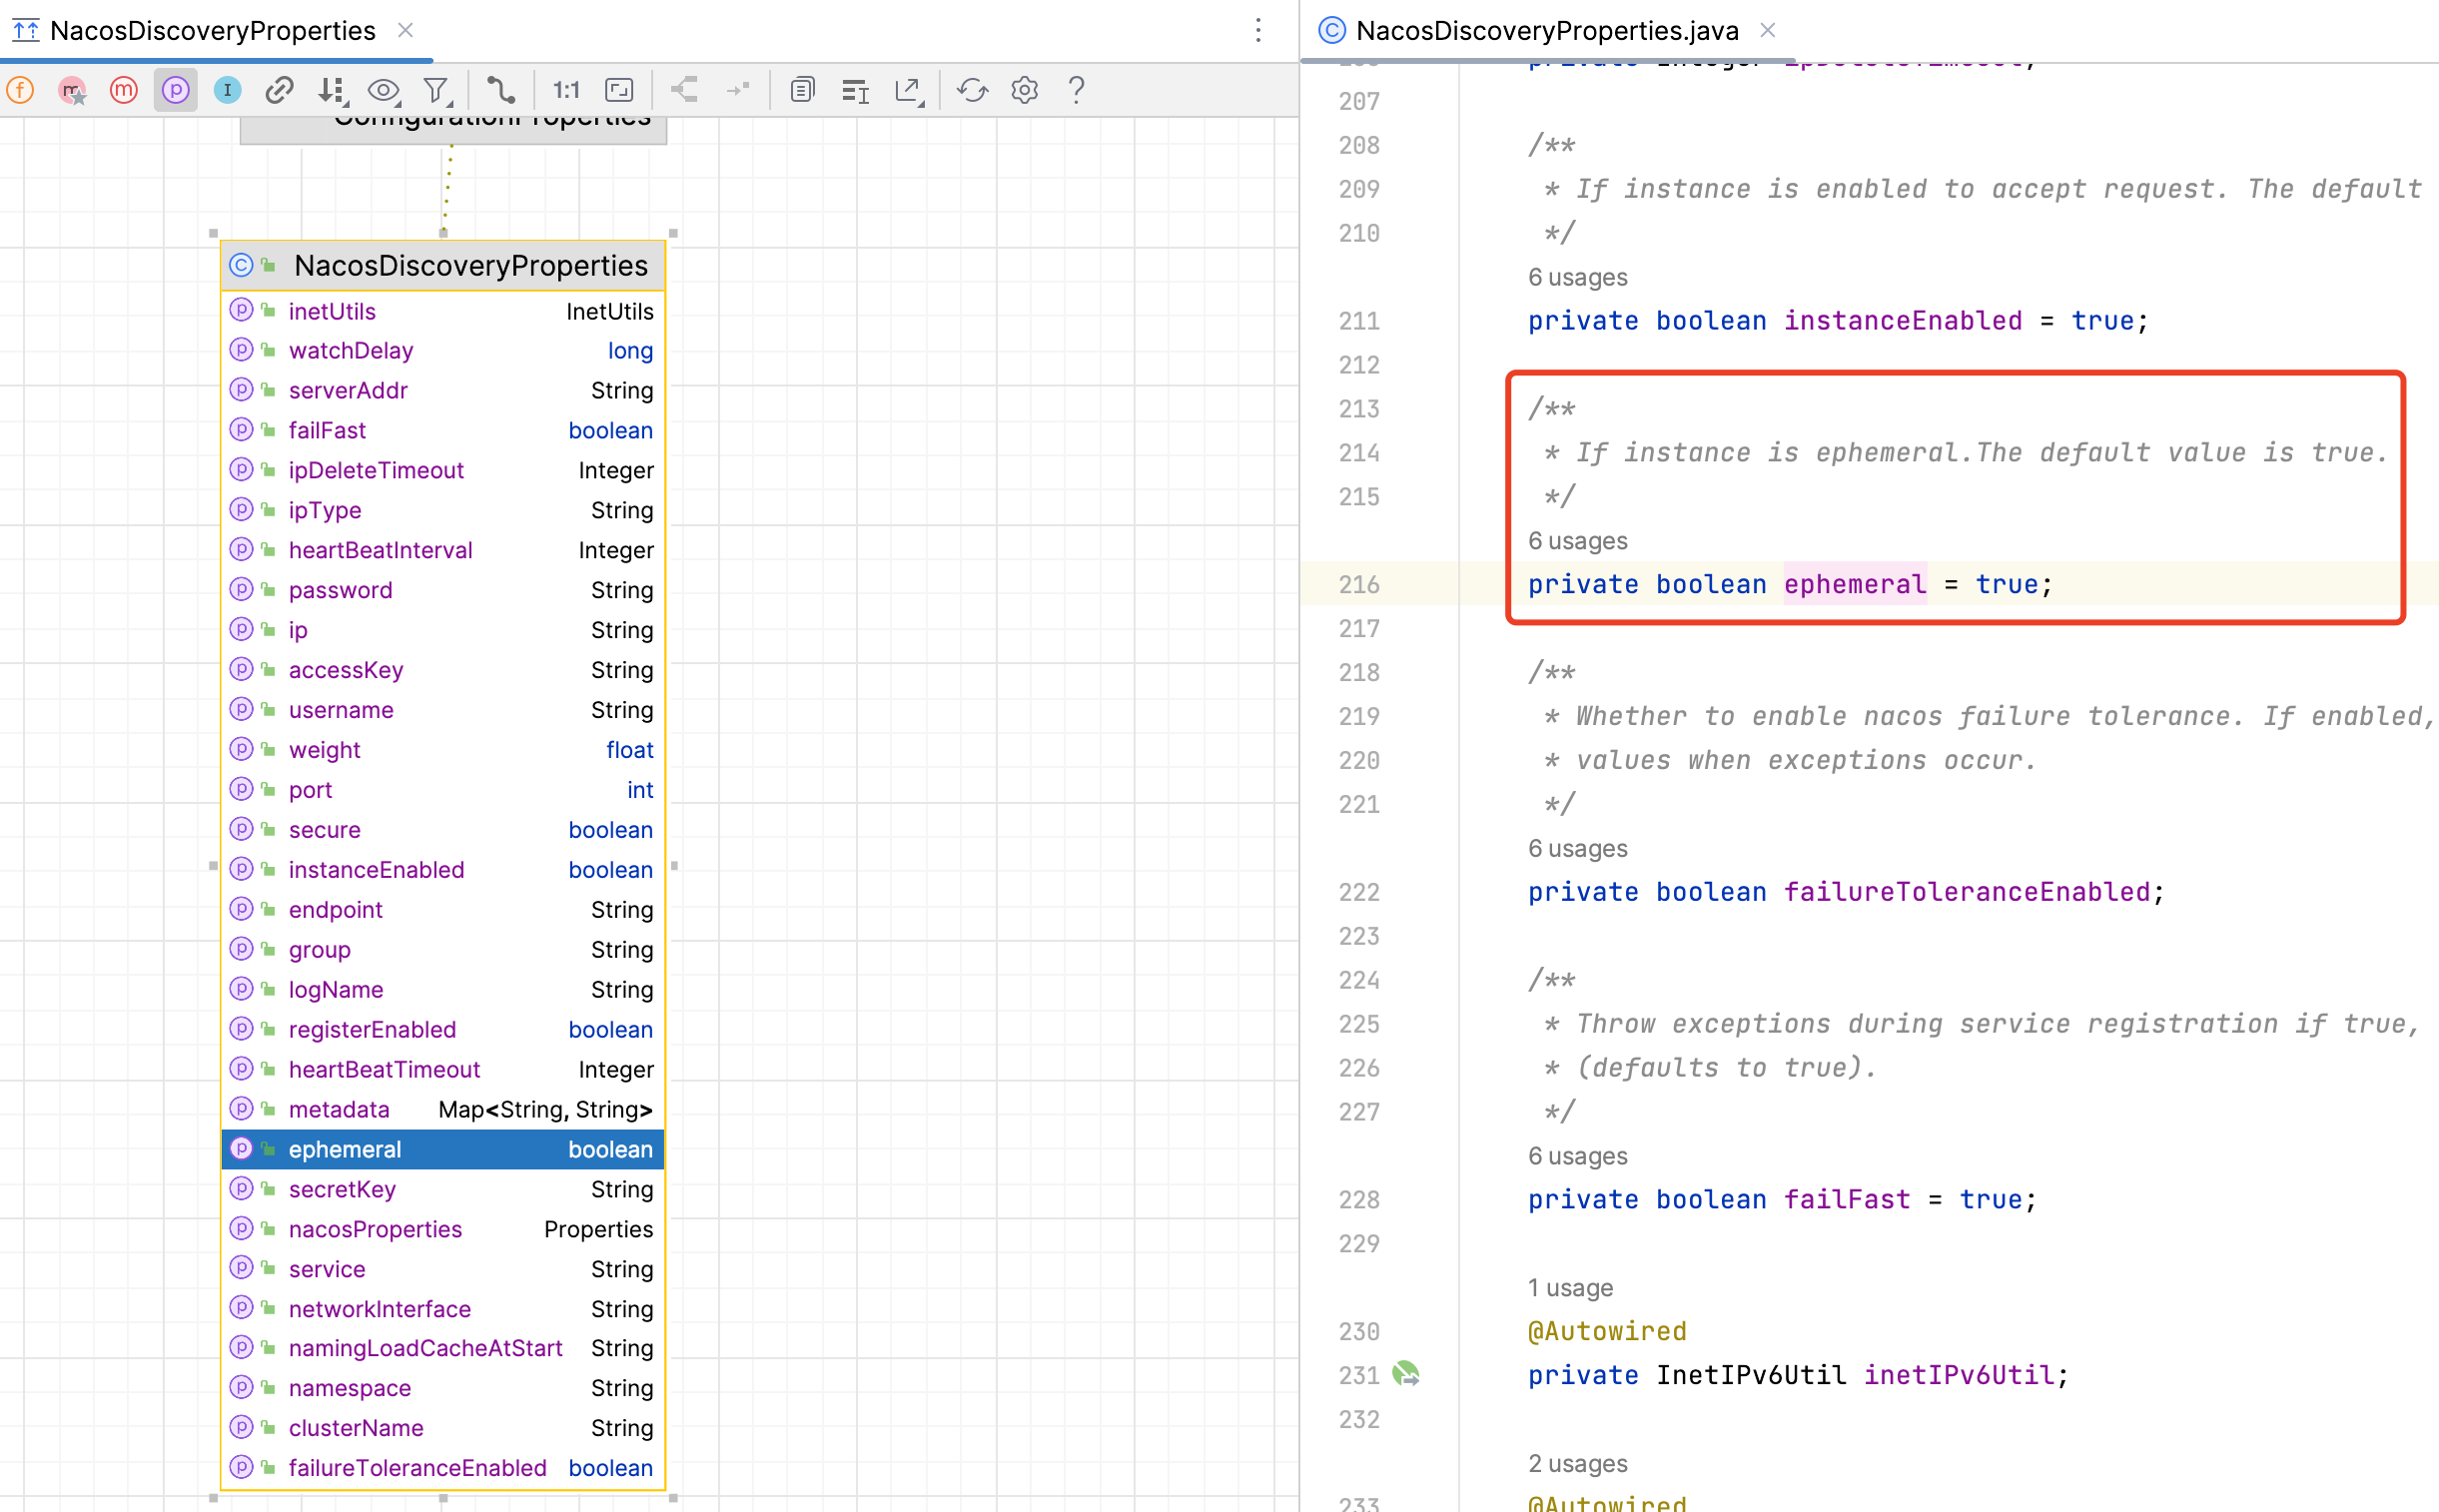 NacosDiscoveryProperties
1:1
?
ConfigurationProperties
NacosDiscoveryProperties
inetUtils InetUtils
watchDelay long
serverAddr String
failFast boolean
ipDeleteTimeout Integer
ipType String
heartBeatInterval Integer
password String
ip String
accessKey String
username String
weight float
port int
secure boolean
instanceEnabled boolean
endpoint String
group String
logName String
registerEnabled boolean
heartBeatTimeout Integer
metadata Map<String, String>
ephemeral boolean
secretKey String
nacosProperties Properties
service String
networkInterface String
namingLoadCacheAtStart String
namespace String
clusterName String
failureToleranceEnabled boolean
NacosDiscoveryProperties.java
206 private Integer ipDeleteTimeout;
207
208 /**
209 * If instance is enabled to accept request. The default
210 */
6 usages
211 private boolean instanceEnabled = true;
212
213 /**
214 * If instance is ephemeral.The default value is true.
215 */
6 usages
216 private boolean ephemeral = true;
217
218 /**
219 * Whether to enable nacos failure tolerance. If enabled,
220 * values when exceptions occur.
221 */
6 usages
222 private boolean failureToleranceEnabled;
223
224 /**
225 * Throw exceptions during service registration if true,
226 * (defaults to true).
227 */
6 usages
228 private boolean failFast = true;
229
1 usage
230 @Autowired
231 private InetIPv6Util inetIPv6Util;
232
2 usages
233 @Autowired